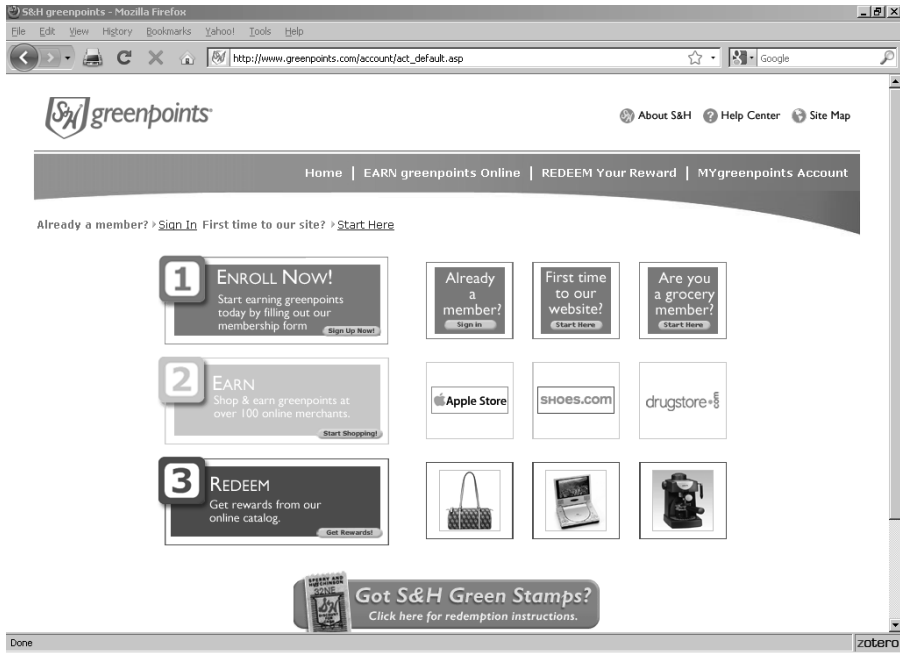 S&H greenpoints - Mozilla Firefox
File Edit View History Bookmarks Yahoo! Tools Help
http://www.greenpoints.com/account/act_default.asp
Google
S&H greenpoints
About S&H Help Center Site Map
Home | EARN greenpoints Online | REDEEM Your Reward | MYgreenpoints Account
Already a member? Sign In First time to our site? Start Here
1
ENROLL NOW!
Start earning greenpoints
today by filling out our
membership form
Sign Up Now!
Already
a
member?
Sign in
First time
to our
website?
Start Here
Are you
a grocery
member?
Start Here
2
EARN
Shop & earn greenpoints at
over 100 online merchants.
Start Shopping!
Apple Store
SHOES.COM
drugstore.com
3
REDEEM
Get rewards from our
online catalog.
Get Rewards!
SPERRY AND
HUTCHINSON
32NE
S&H
Got S&H Green Stamps?
Click here for redemption instructions.
Done
zotero